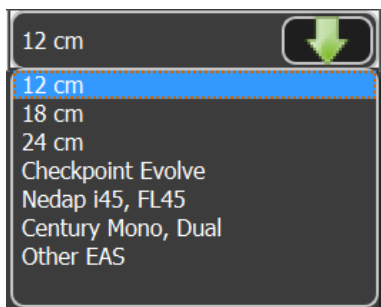 12 cm
12 cm
18 cm
24 cm
Checkpoint Evolve
Nedap i45, FL45
Century Mono, Dual
Other EAS